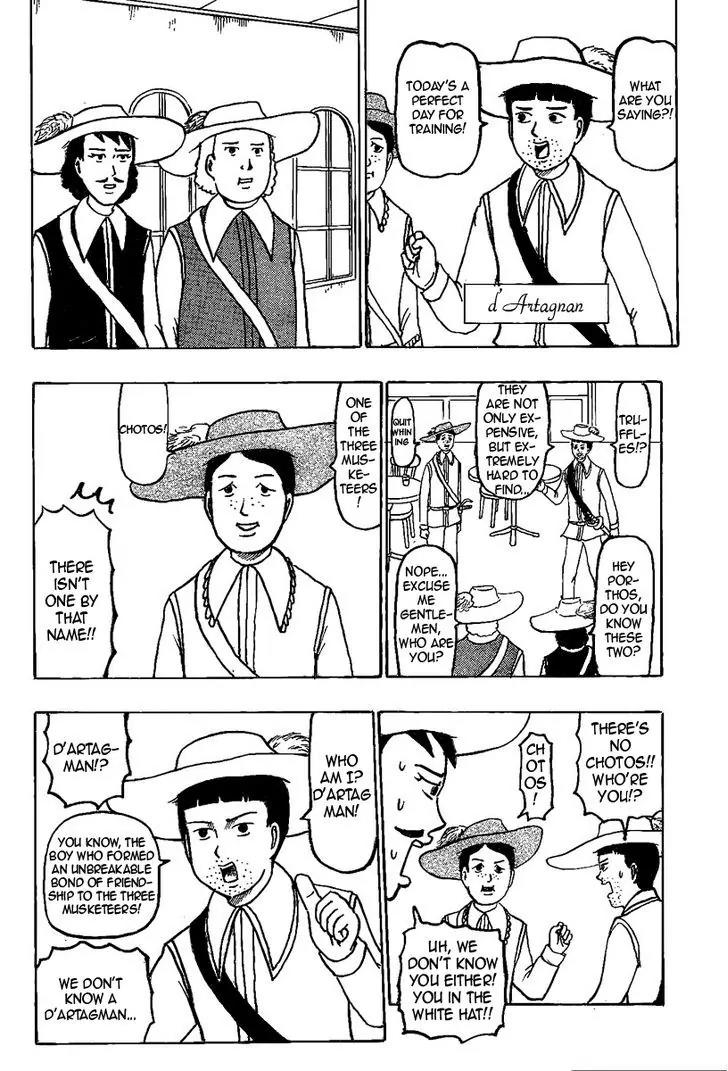 WHAT
ARE YOU
SAYING?!
TODAY'S A
PERFECT
DAY FOR
TRAINING!
d'Artagnan
TRU-
FFL-
ES!?
THEY
ARE NOT
ONLY EX-
PENSIVE,
BUT EX-
TREMELY
HARD TO
FIND...
QUIT
WHIN
ING
HEY
POR-
THOS,
DO YOU
KNOW
THESE
TWO?
NOPE...
EXCUSE
ME
GENTLE-
MEN,
WHO ARE
YOU?
ONE
OF THE
THREE
MUS-
KE-
TEERS
!
CHOTOS!
THERE
ISN'T
ONE BY
THAT
NAME!!
THERE'S
NO
CHOTOS!!
WHO'RE
YOU!?
CH
OT
OS
!
UH, WE
DON'T KNOW
YOU EITHER!
YOU IN THE
WHITE HAT!!
WHO
AM I?
D'ARTAG
MAN!
D'ARTAG-
MAN!?
YOU KNOW, THE
BOY WHO FORMED
AN UNBREAKABLE
BOND OF FRIEND-
SHIP TO THE THREE
MUSKETEERS!
WE DON'T
KNOW A
D'ARTAGMAN...